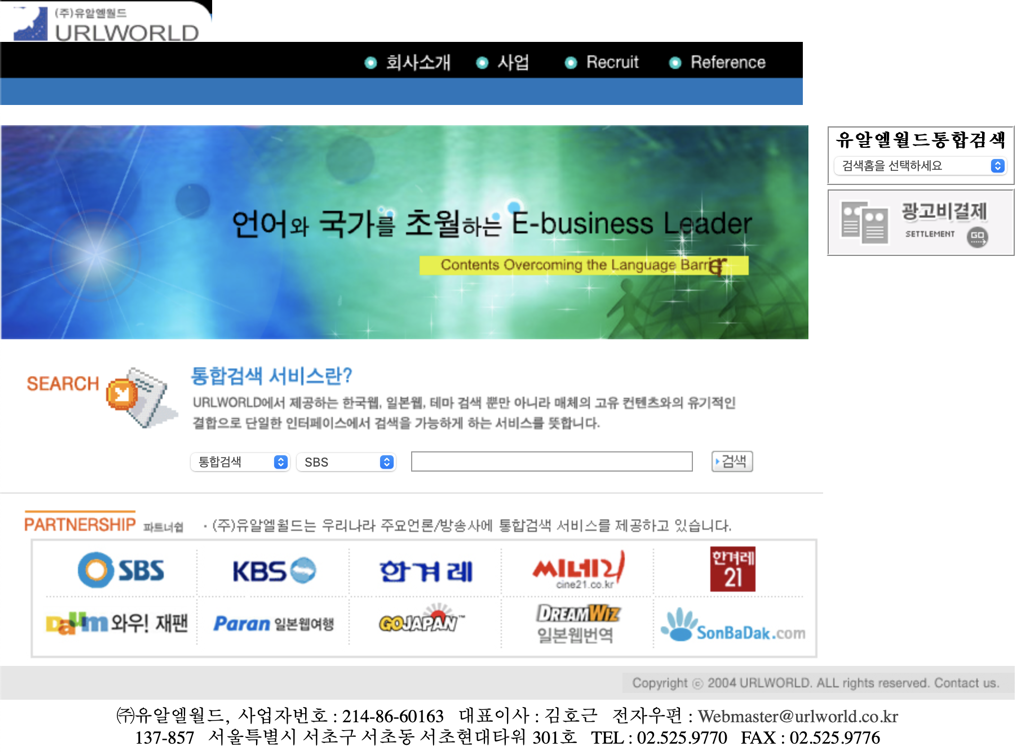 (주)유알엘월드
URLWORLD
회사소개 사업 Recruit Reference
언어와 국가를 초월하는 E-business Leader
Contents Overcoming the Language Barrier
유알엘월드통합검색
검색홈을 선택하세요
광고비결제
SETTLEMENT GO
SEARCH
통합검색 서비스란?
URLWORLD에서 제공하는 한국웹, 일본웹, 테마 검색 뿐만 아니라 매체의 고유 컨텐츠와의 유기적인
결합으로 단일한 인터페이스에서 검색을 가능하게 하는 서비스를 뜻합니다.
통합검색 SBS 검색
PARTNERSHIP 파트너쉽 · (주)유알엘월드는 우리나라 주요언론/방송사에 통합검색 서비스를 제공하고 있습니다.
SBS KBS 한겨레 씨네21 한겨레
cine21.co.kr 21
Daum 와우! 재팬 Paran 일본웹여행 GOJAPAN DREAMWIZ SonBaDak.com
일본웹번역
Copyright ⓒ 2004 URLWORLD. ALL rights reserved. Contact us.
㈜유알엘월드, 사업자번호 : 214-86-60163 대표이사 : 김호근 전자우편 : Webmaster@urlworld.co.kr
137-857 서울특별시 서초구 서초동 서초현대타워 301호 TEL : 02.525.9770 FAX : 02.525.9776